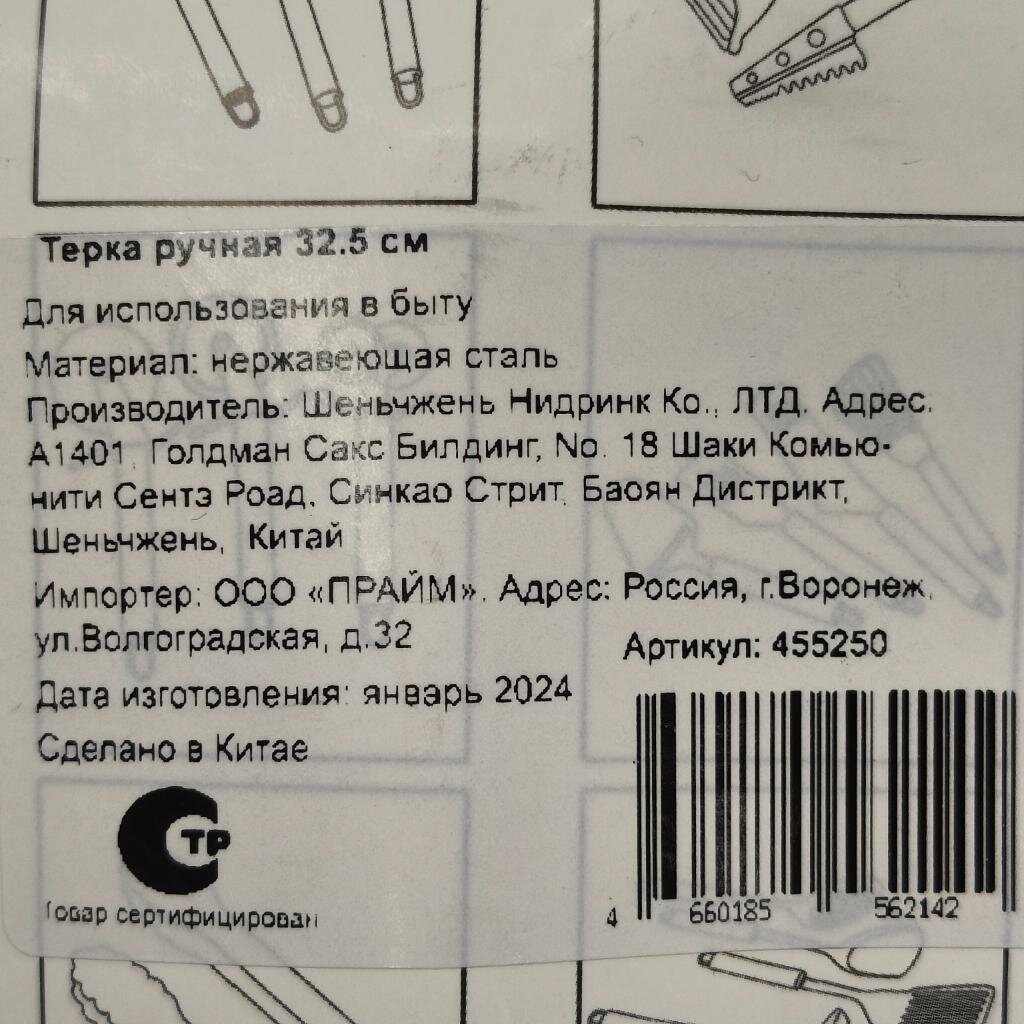 Терка ручная 32.5 см
Для использования в быту
Материал: нержавеющая сталь
Производитель: Шеньчжень Нидринк Ко., ЛТД. Адрес.
А1401, Голдман Сакс Билдинг, No. 18 Шаки Комью-
нити Сентэ Роад, Синкао Стрит, Баоян Дистрикт,
Шеньчжень, Китай
Импортер: ООО «ПРАЙМ». Адрес: Россия, г.Воронеж,
ул.Волгоградская, д.32
Артикул: 455250
Дата изготовления: январь 2024
Сделано в Китае
СТР
Товар сертифицирован
4 660185 562142